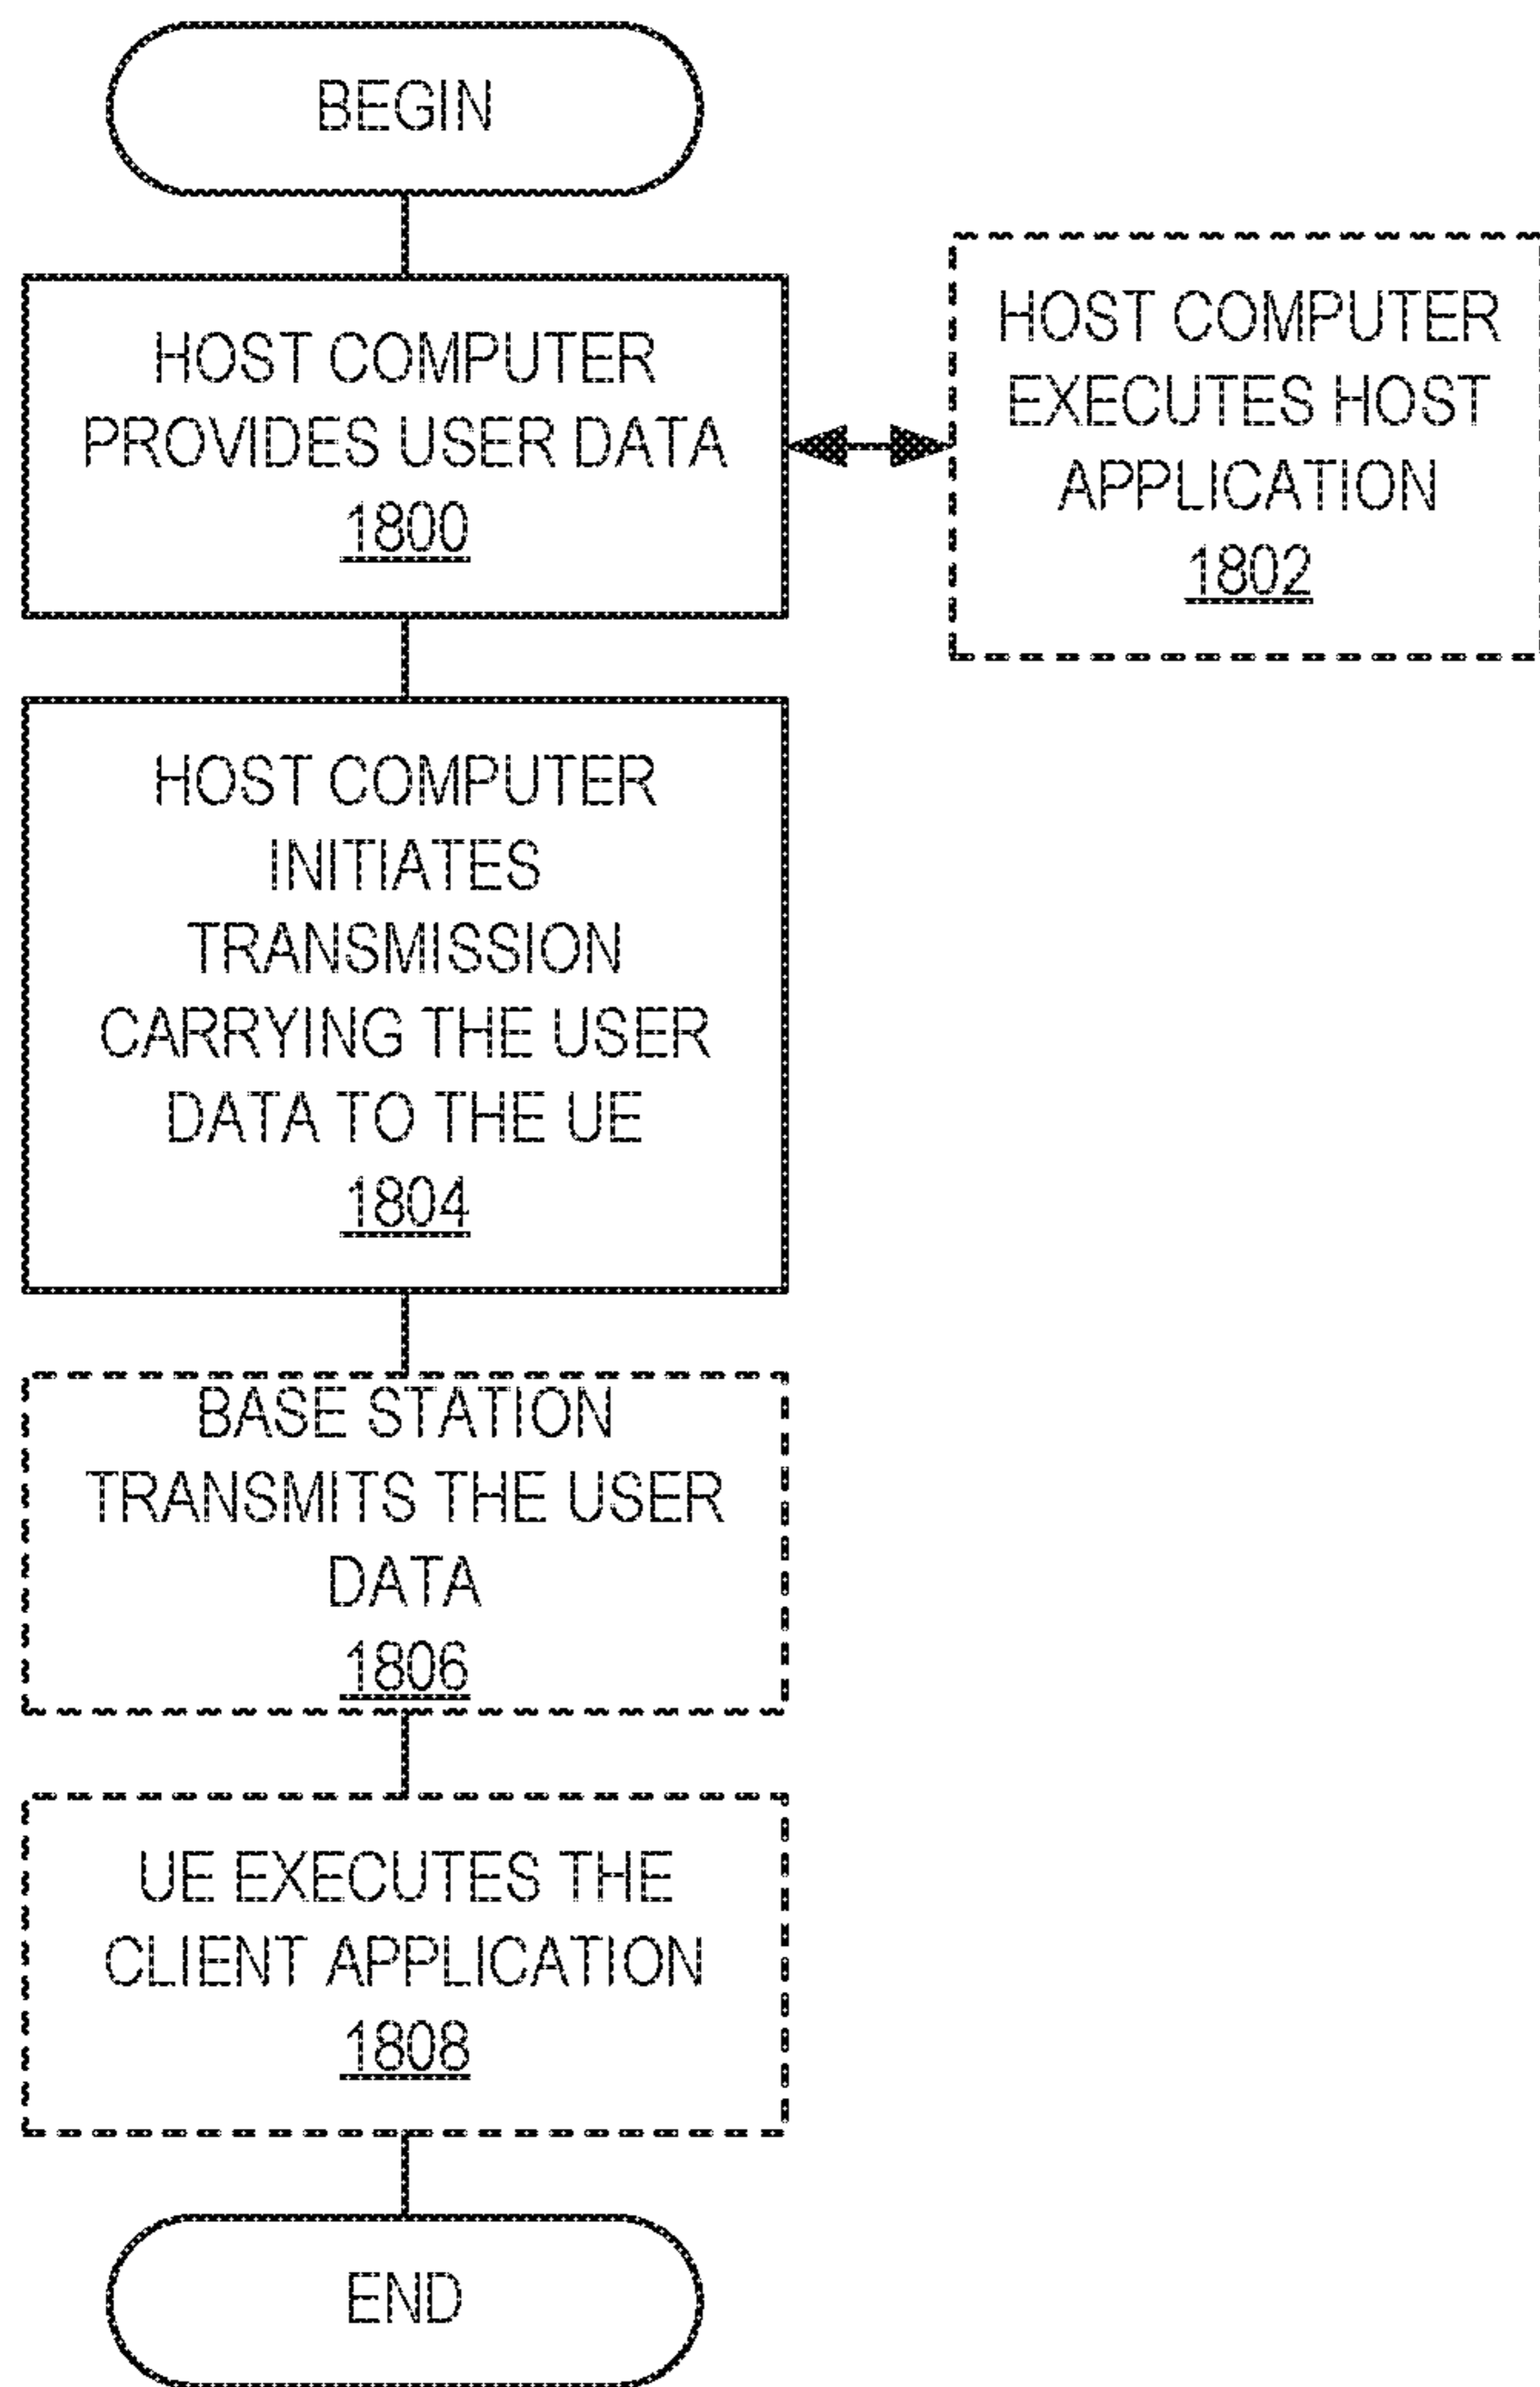 BEGIN
HOST COMPUTER
PROVIDES USER DATA
1800
HOST COMPUTER
EXECUTES HOST
APPLICATION
1802
HOST COMPUTER
INITIATES
TRANSMISSION
CARRYING THE USER
DATA TO THE UE
1804
BASE STATION
TRANSMITS THE USER
DATA
1806
UE EXECUTES THE
CLIENT APPLICATION
1808
END